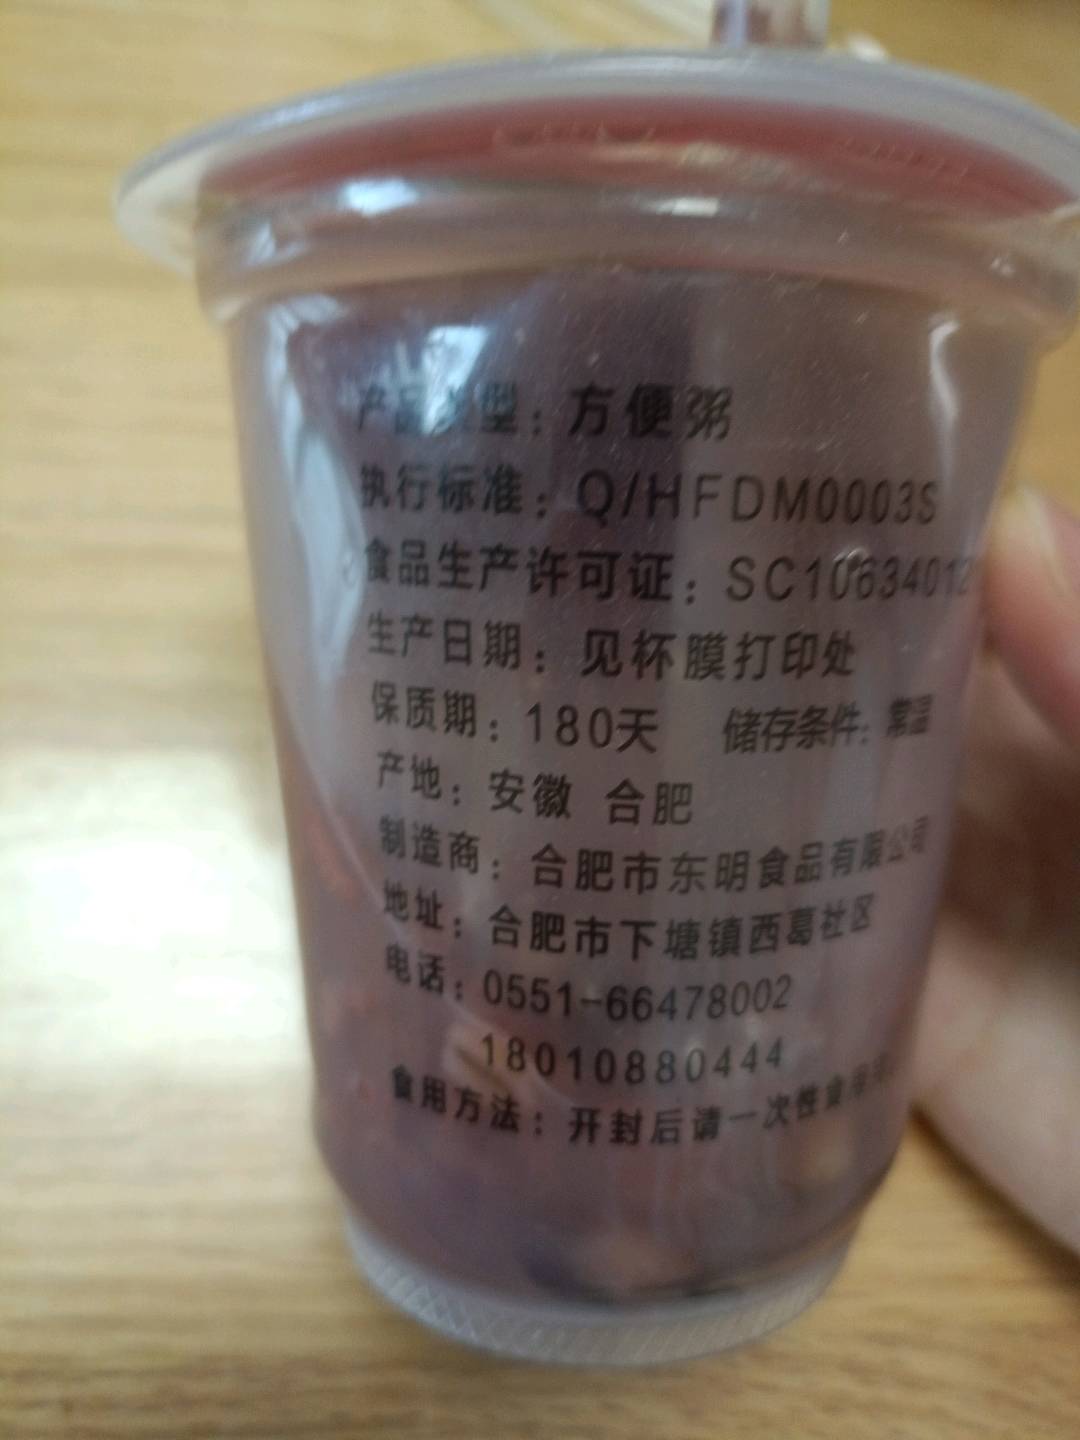 产品类型：方便粥
执行标准：Q/HFDM0003S
食品生产许可证：SC10634012
生产日期：见杯膜打印处
保质期：180天 储存条件：常温
产地：安徽 合肥
制造商：合肥市东明食品有限公司
地址：合肥市下塘镇西葛社区
电话：0551-66478002
18010880444
食用方法：开封后请一次性食用